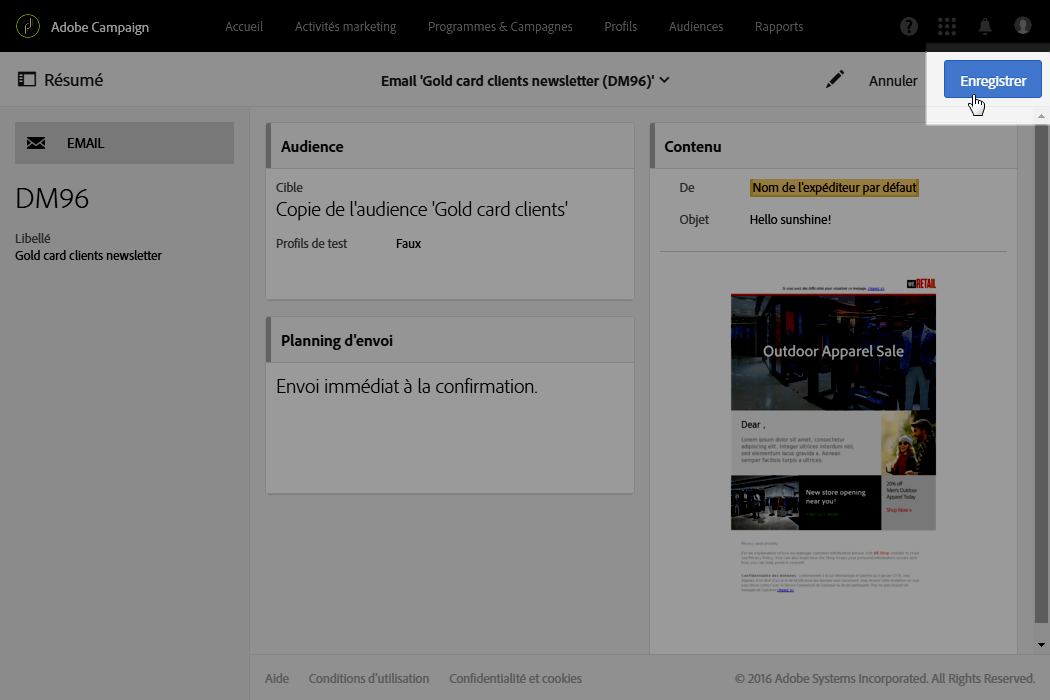 Adobe Campaign
Accueil
Activités marketing
Programmes & Campagnes
Profils
Audiences
Rapports
?
Résumé
Email 'Gold card clients newsletter (DM96)'
Annuler
Enregistrer
EMAIL
DM96
Libellé
Gold card clients newsletter
Audience
Cible
Copie de l'audience 'Gold card clients'
Profils de test
Faux
Planning d'envoi
Envoi immédiat à la confirmation.
Contenu
De
Nom de l'expéditeur par défaut
Objet
Hello sunshine!
WERETAIL
Outdoor Apparel Sale
Dear ,
Lorem ipsum dolor sit amet, consectetur
adipiscing elit. Integer ultrices interdum nisl,
sed elementum lacus gravida a. Aenean
semper facilisis turpis a ultrices.
New store opening
near you!
20% off
Men's Outdoor
Apparel Today
Shop Now »
Aide
Conditions d'utilisation
Confidentialité et cookies
© 2016 Adobe Systems Incorporated. All Rights Reserved.